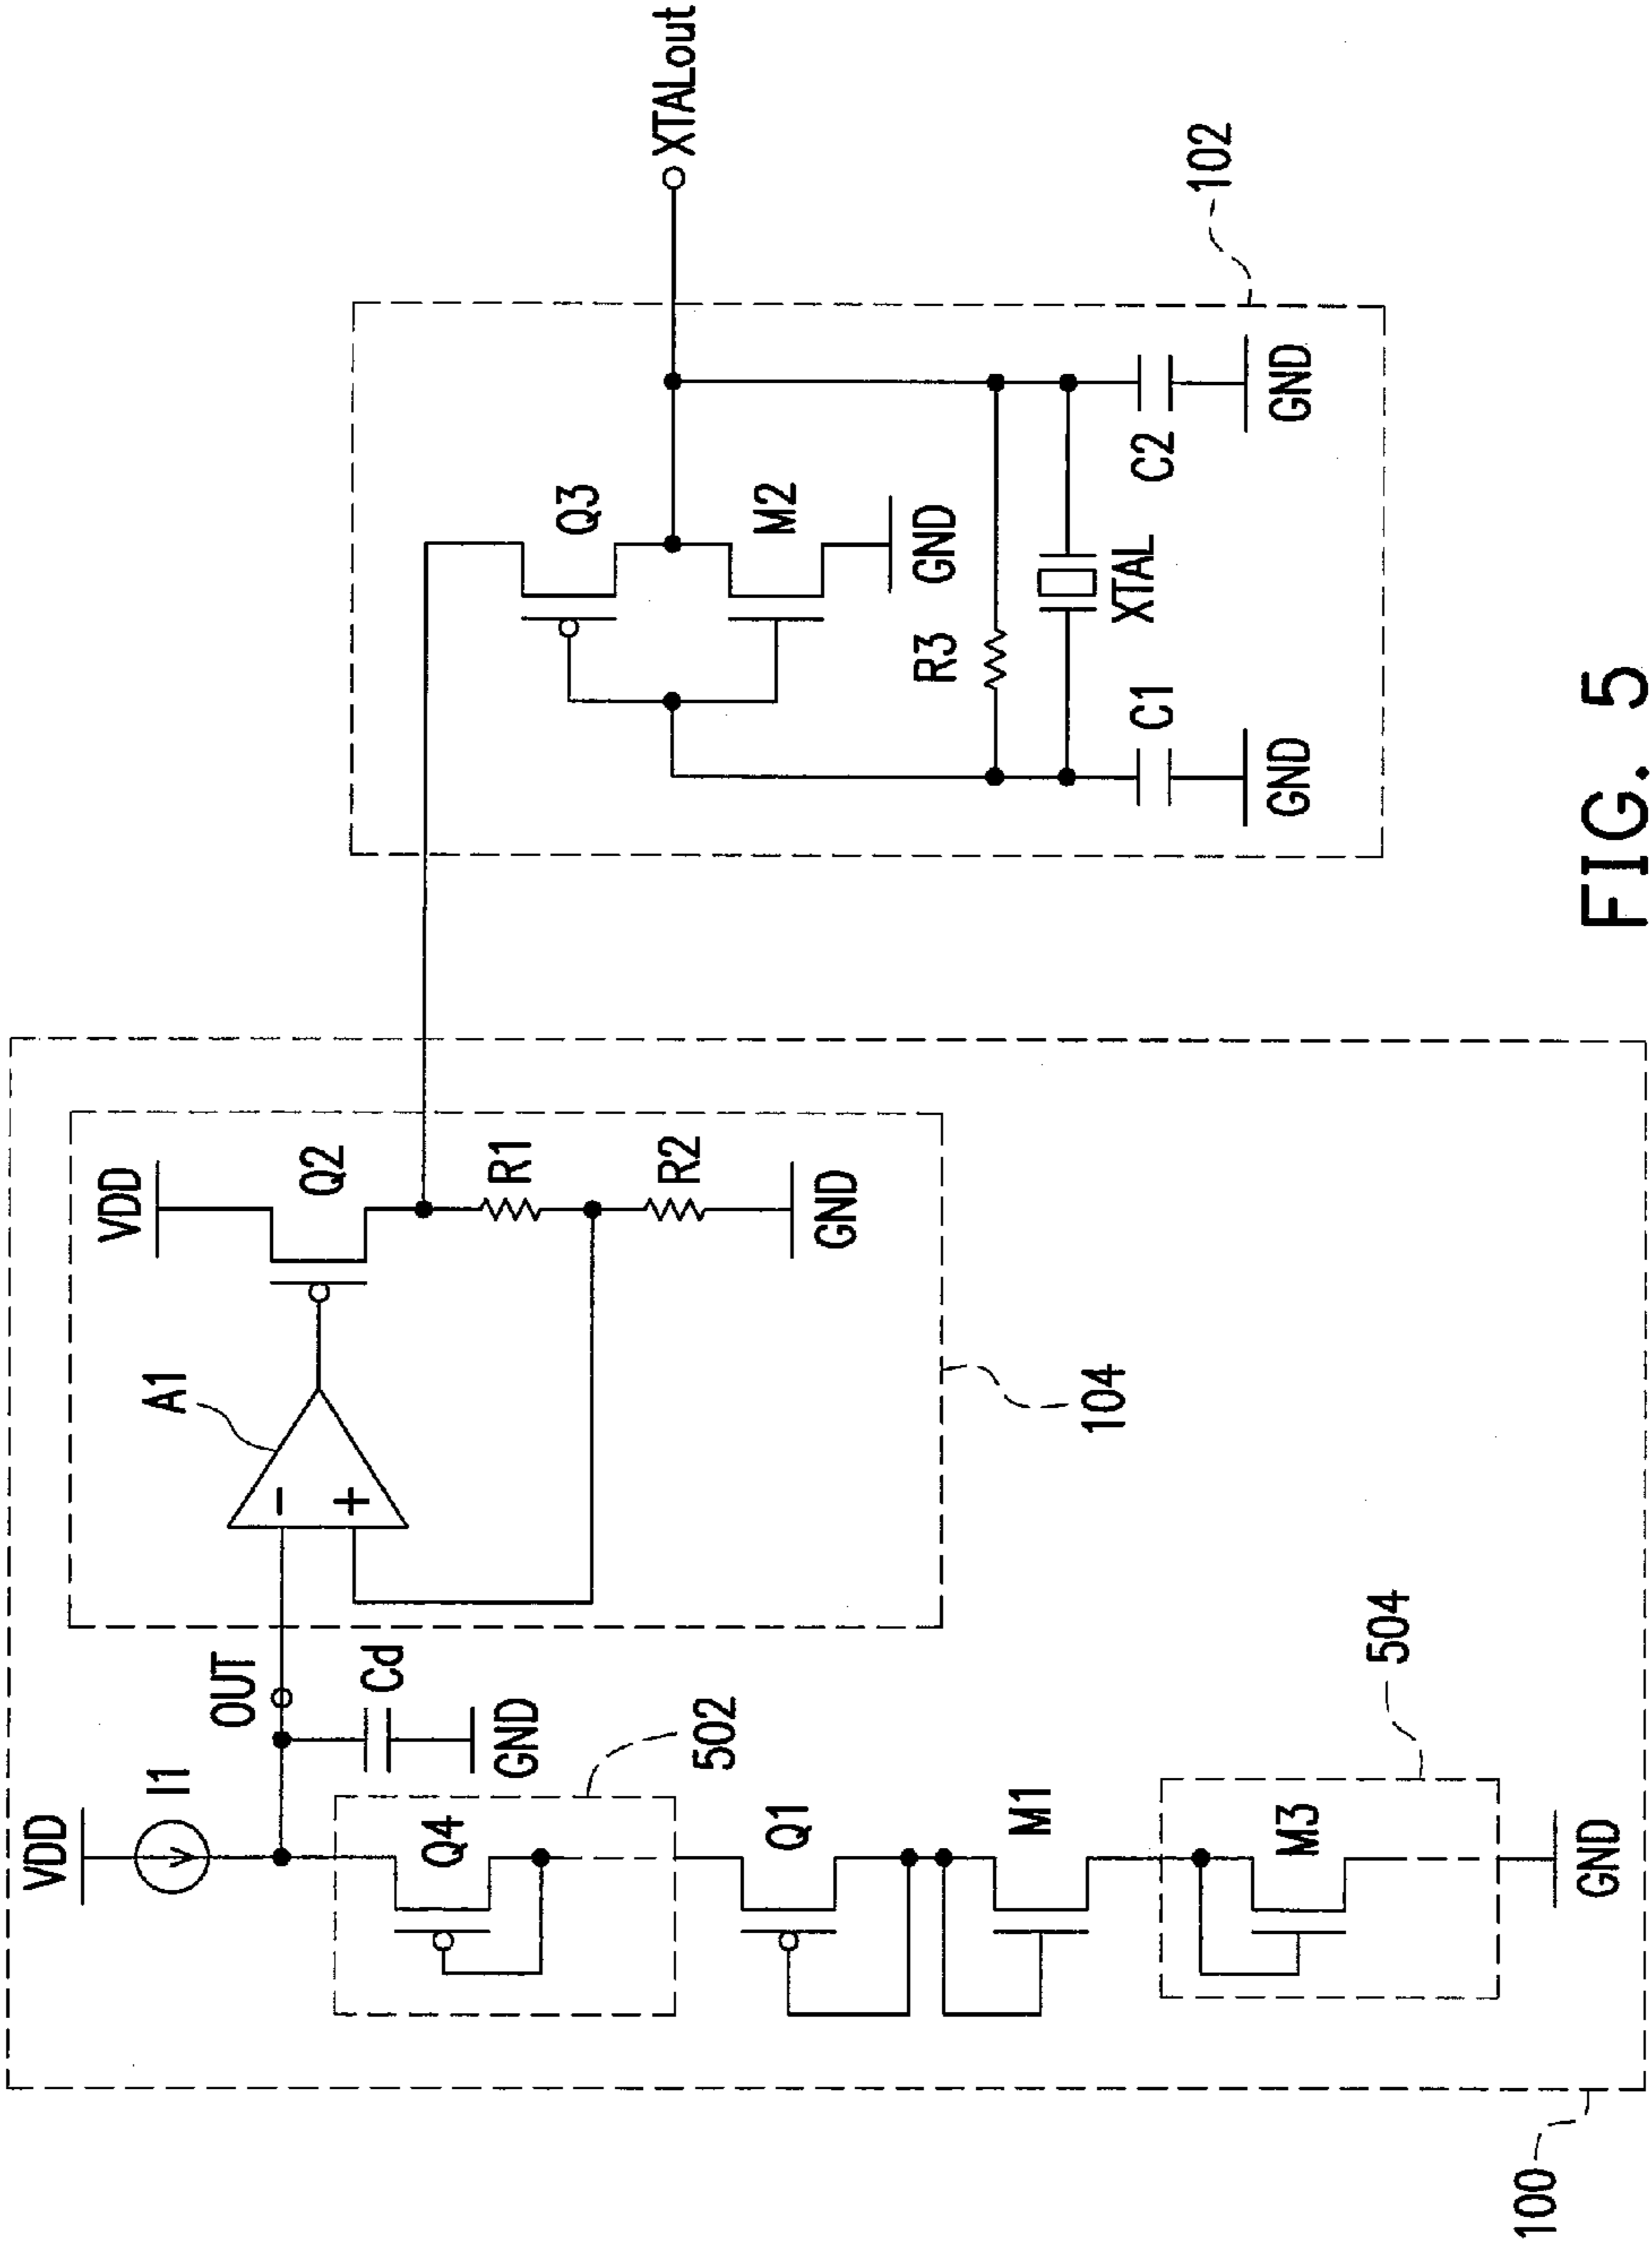 VDD
I1
OUT
A1
VDD
Q2
-
+
Cd
GND
R1
R2
GND
104
Q4
502
Q1
M1
M3
504
GND
100
Q3
M2
GND
XTALout
R3
XTAL
C1
C2
GND
GND
102
FIG. 5